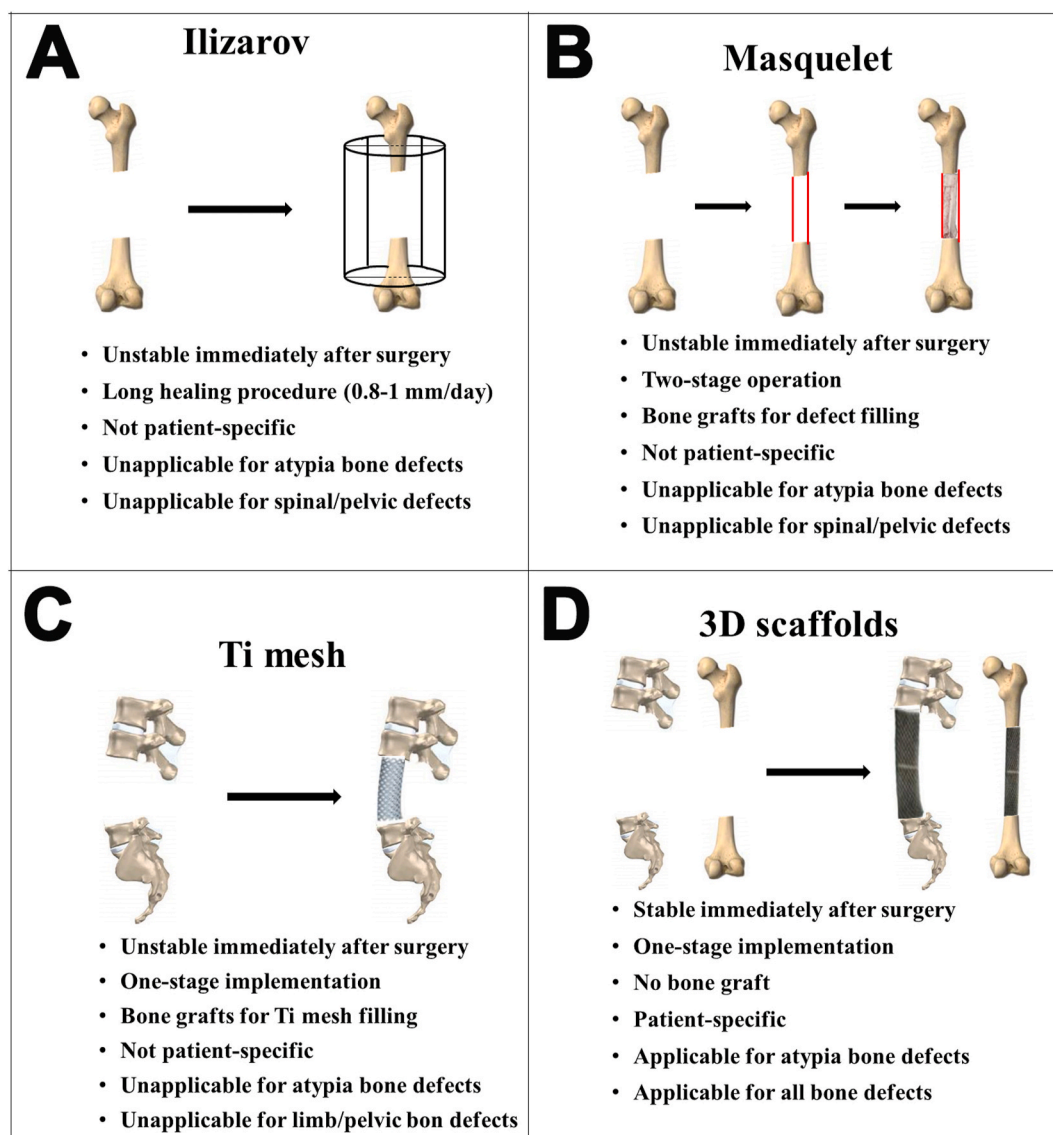 A
Ilizarov
• Unstable immediately after surgery
• Long healing procedure (0.8-1 mm/day)
• Not patient-specific
• Unapplicable for atypia bone defects
• Unapplicable for spinal/pelvic defects
B
Masquelet
• Unstable immediately after surgery
• Two-stage operation
• Bone grafts for defect filling
• Not patient-specific
• Unapplicable for atypia bone defects
• Unapplicable for spinal/pelvic defects
C
Ti mesh
• Unstable immediately after surgery
• One-stage implementation
• Bone grafts for Ti mesh filling
• Not patient-specific
• Unapplicable for atypia bone defects
• Unapplicable for limb/pelvic bon defects
D
3D scaffolds
• Stable immediately after surgery
• One-stage implementation
• No bone graft
• Patient-specific
• Applicable for atypia bone defects
• Applicable for all bone defects